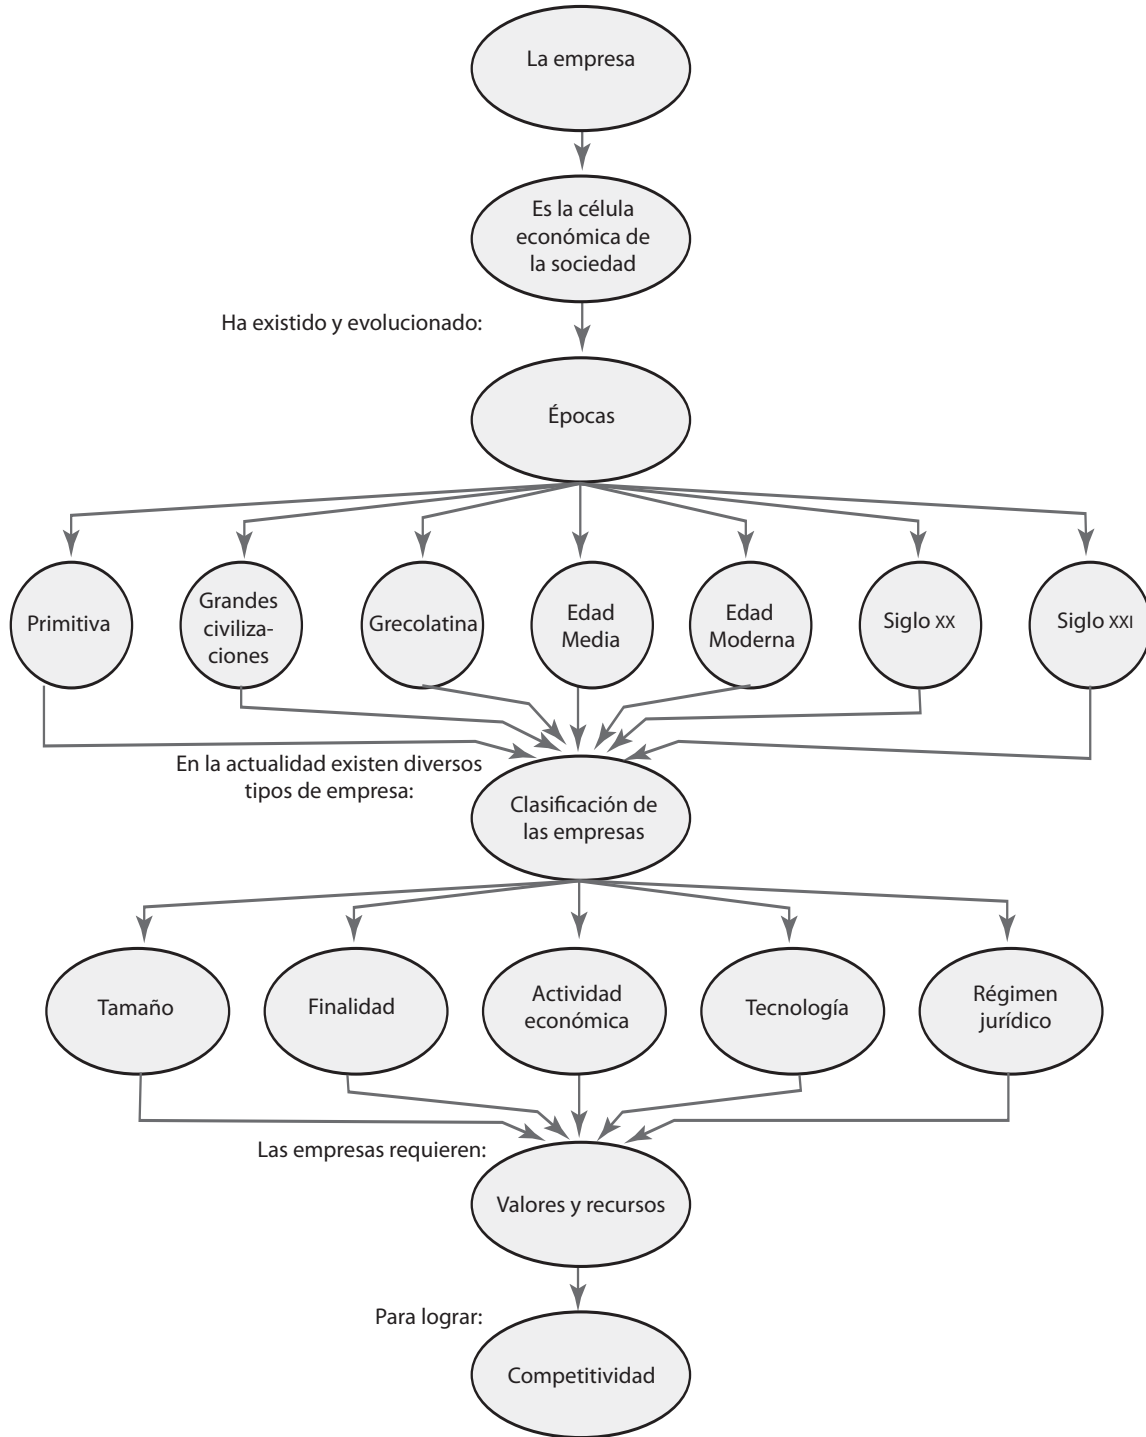 La empresa
Es la célula
económica de
la sociedad
Ha existido y evolucionado:
Épocas
Primitiva
Grandes
civiliza-
ciones
Grecolatina
Edad
Media
Edad
Moderna
Siglo XX
Siglo XXI
En la actualidad existen diversos
tipos de empresa:
Clasificación de
las empresas
Tamaño
Finalidad
Actividad
económica
Tecnología
Régimen
jurídico
Las empresas requieren:
Valores y recursos
Para lograr:
Competitividad